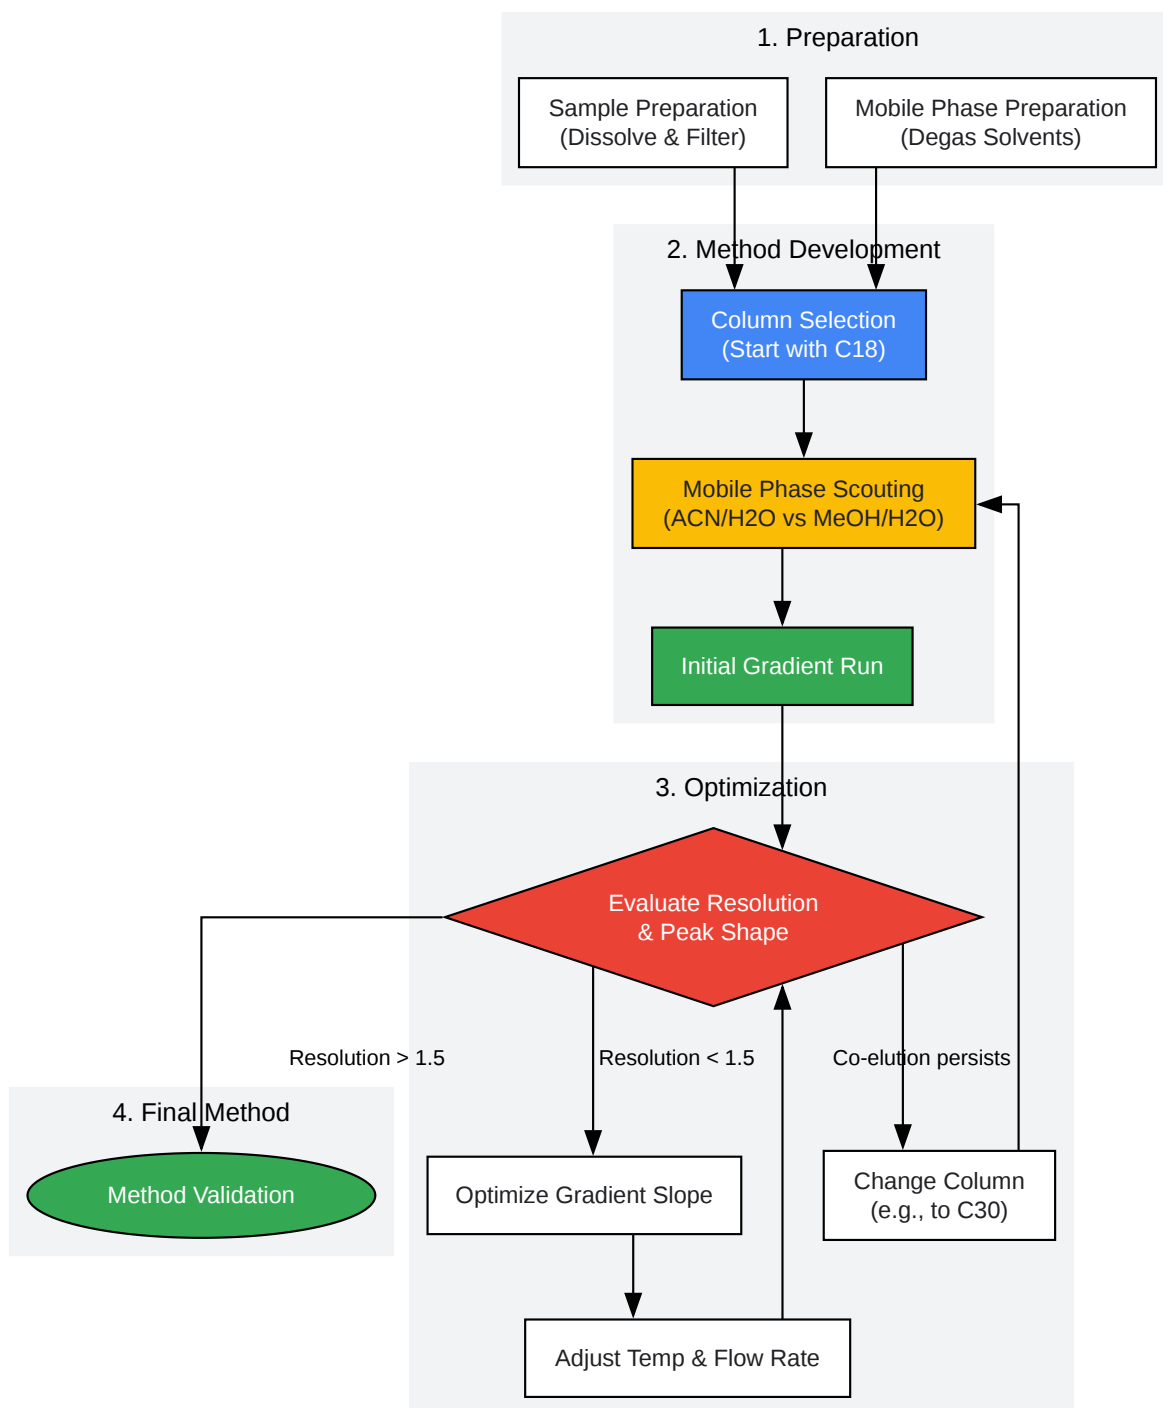 1. Preparation
Sample Preparation
(Dissolve & Filter)
Mobile Phase Preparation
(Degas Solvents)
2. Method Development
Column Selection
(Start with C18)
Mobile Phase Scouting
(ACN/H2O vs MeOH/H2O)
Initial Gradient Run
3. Optimization
Evaluate Resolution
& Peak Shape
Resolution > 1.5
Resolution < 1.5
Co-elution persists
4. Final Method
Method Validation
Optimize Gradient Slope
Change Column
(e.g., to C30)
Adjust Temp & Flow Rate